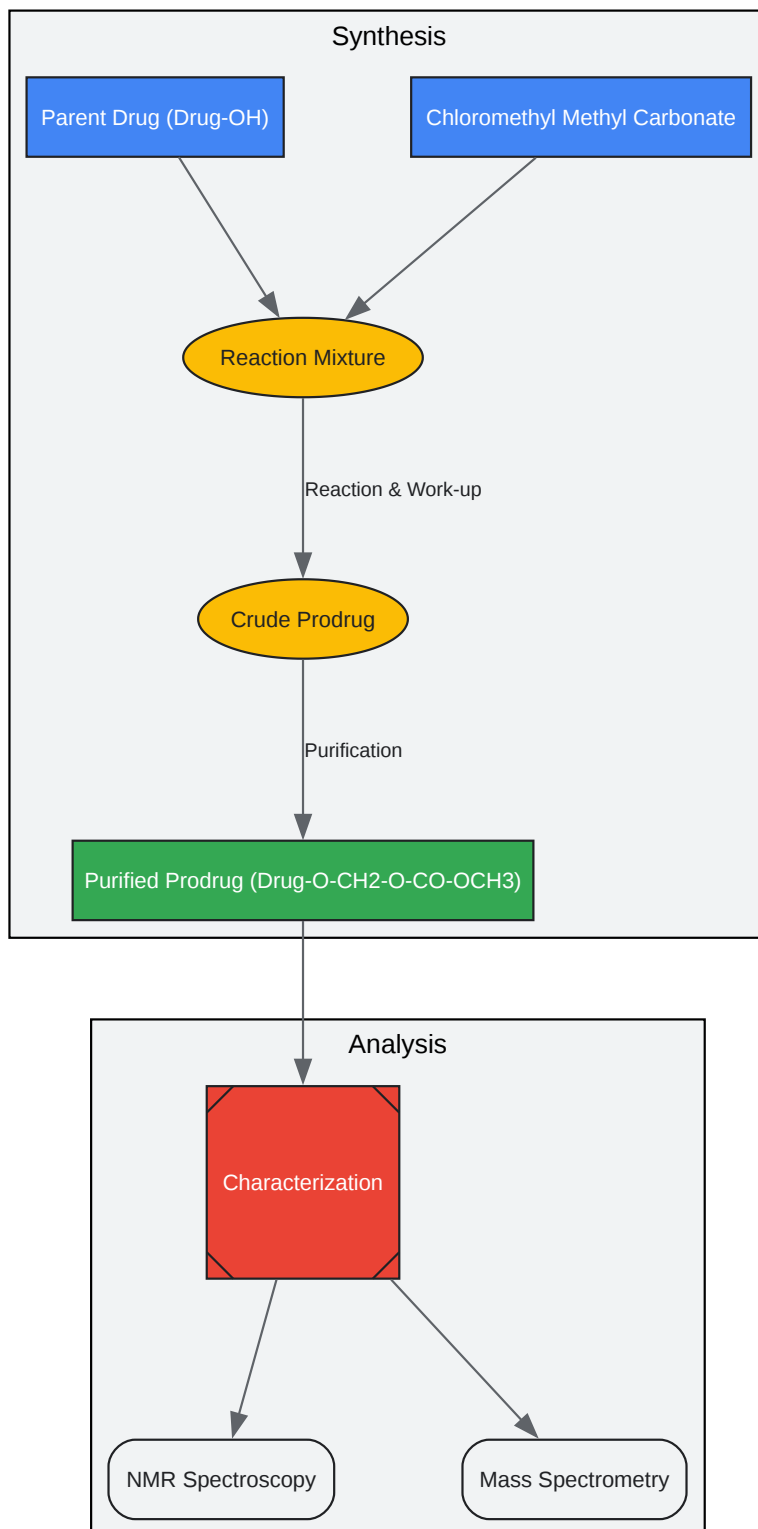 Synthesis
Parent Drug (Drug-OH)
Chloromethyl Methyl Carbonate
Reaction Mixture
Reaction & Work-up
Crude Prodrug
Purification
Purified Prodrug (Drug-O-CH2-O-CO-OCH3)
Analysis
Characterization
NMR Spectroscopy
Mass Spectrometry